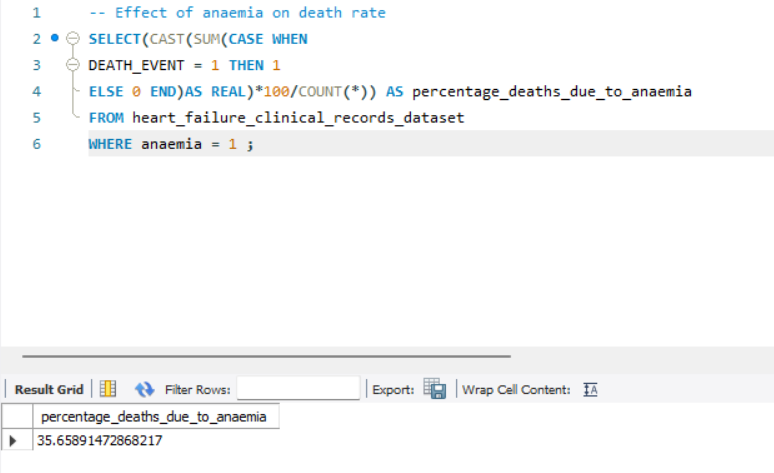 1 -- Effect of anaemia on death rate
2 SELECT(CAST(SUM(CASE WHEN
3 DEATH_EVENT = 1 THEN 1
4 ELSE 0 END)AS REAL)*100/COUNT(*)) AS percentage_deaths_due_to_anaemia
5 FROM heart_failure_clinical_records_dataset
6 WHERE anaemia = 1 ;
Result Grid Filter Rows: Export: Wrap Cell Content: IA
percentage_deaths_due_to_anaemia
35.65891472868217